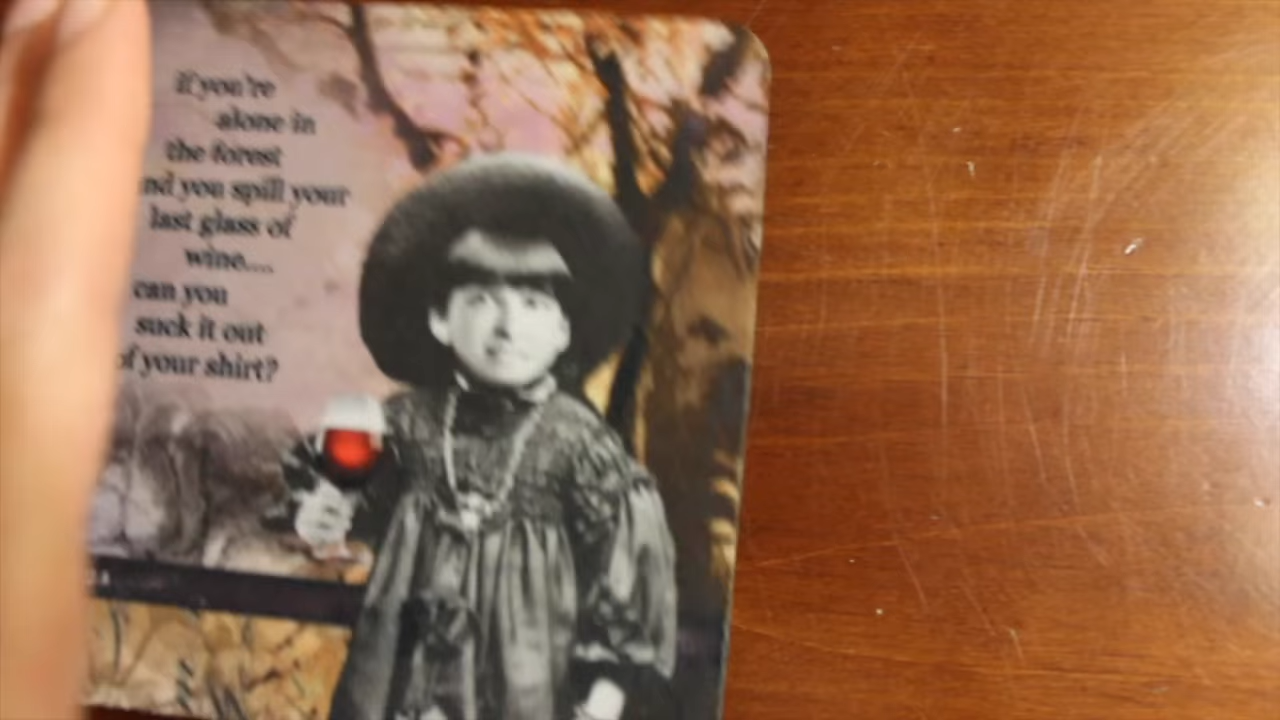 if you're
alone in
the forest
nd you spill your
last glass of
wine....
can you
suck it out
of your shirt?